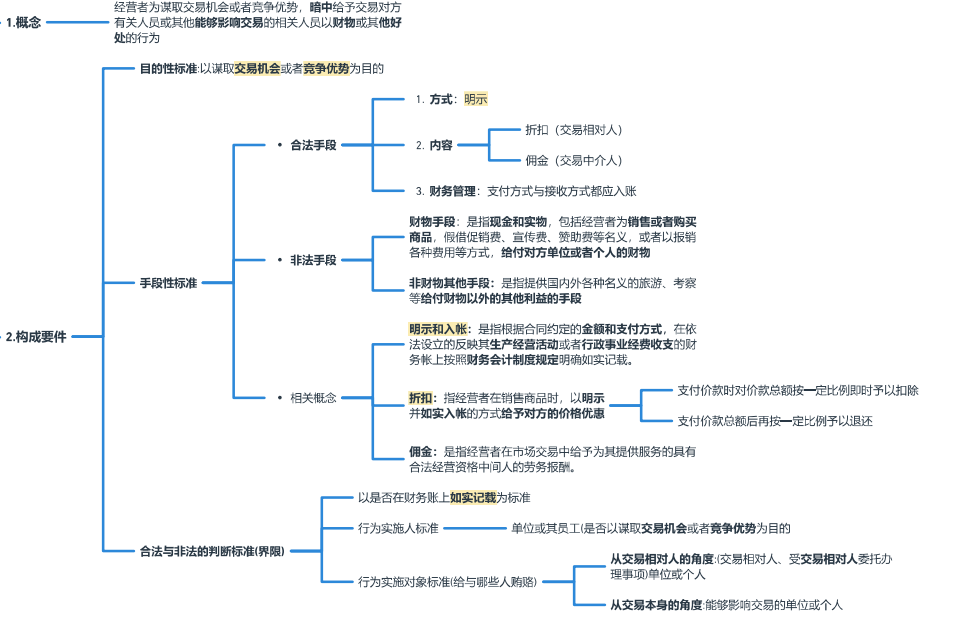 经营者为谋取交易机会或者竞争优势，暗中给予交易对方
1.概念
有关人员或其他能够影响交易的相关人员以财物或其他好
处的行为
目的性标准:以谋取交易机会或者竞争优势为目的
1. 方式：明示
折扣（交易相对人）
• 合法手段
2. 内容
佣金（交易中介人）
3. 财务管理：支付方式与接收方式都应入账
财物手段：是指现金和实物，包括经营者为销售或者购买
商品，假借促销费、宣传费、赞助费等名义，或者以报销
各种费用等方式，给付对方单位或者个人的财物
• 非法手段
非财物其他手段：是指提供国内外各种名义的旅游、考察
等给付财物以外的其他利益的手段
手段性标准
2.构成要件
明示和入帐：是指根据合同约定的金额和支付方式，在依
法设立的反映其生产经营活动或者行政事业经费收支的财
务帐上按照财务会计制度规定明确如实记载。
• 相关概念
折扣：指经营者在销售商品时，以明示
并如实入帐的方式给予对方的价格优惠
支付价款时对价款总额按一定比例即时予以扣除
支付价款总额后再按一定比例予以退还
佣金：是指经营者在市场交易中给予为其提供服务的具有
合法经营资格中间人的劳务报酬。
以是否在财务账上如实记载为标准
行为实施人标准
单位或其员工(是否以谋取交易机会或者竞争优势为目的
合法与非法的判断标准(界限)
从交易相对人的角度:(交易相对人、受交易相对人委托办
理事项)单位或个人
行为实施对象标准(给与哪些人贿赂)
从交易本身的角度:能够影响交易的单位或个人